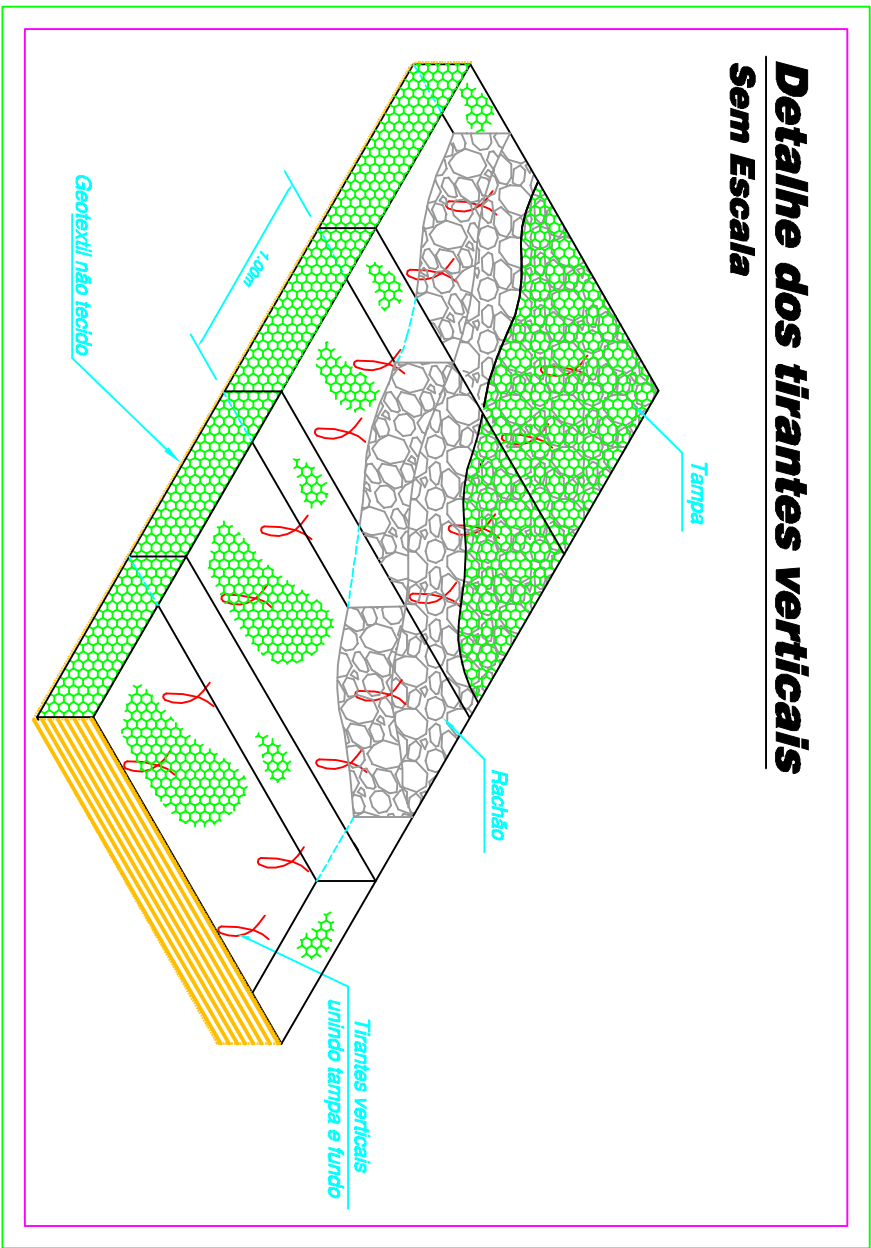 Detalhe dos tirantes verticais
Sem Escala
Tampa
Rachão
Tirantes verticais
unindo tampa e fundo
1.00m
Geotextil não tecido